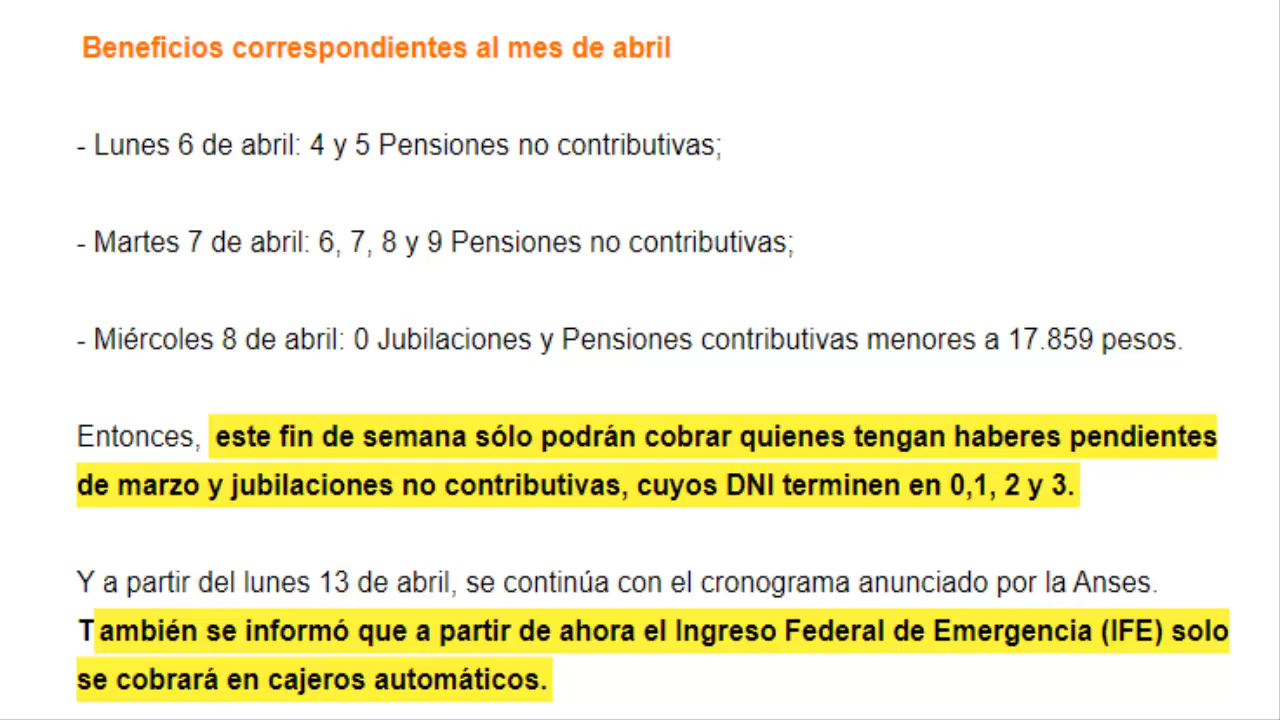 Beneficios correspondientes al mes de abril
- Lunes 6 de abril: 4 y 5 Pensiones no contributivas;
- Martes 7 de abril: 6, 7, 8 y 9 Pensiones no contributivas;
- Miércoles 8 de abril: 0 Jubilaciones y Pensiones contributivas menores a 17.859 pesos.
Entonces, este fin de semana sólo podrán cobrar quienes tengan haberes pendientes
de marzo y jubilaciones no contributivas, cuyos DNI terminen en 0,1, 2 y 3.
Y a partir del lunes 13 de abril, se continúa con el cronograma anunciado por la Anses.
También se informó que a partir de ahora el Ingreso Federal de Emergencia (IFE) solo
se cobrará en cajeros automáticos.